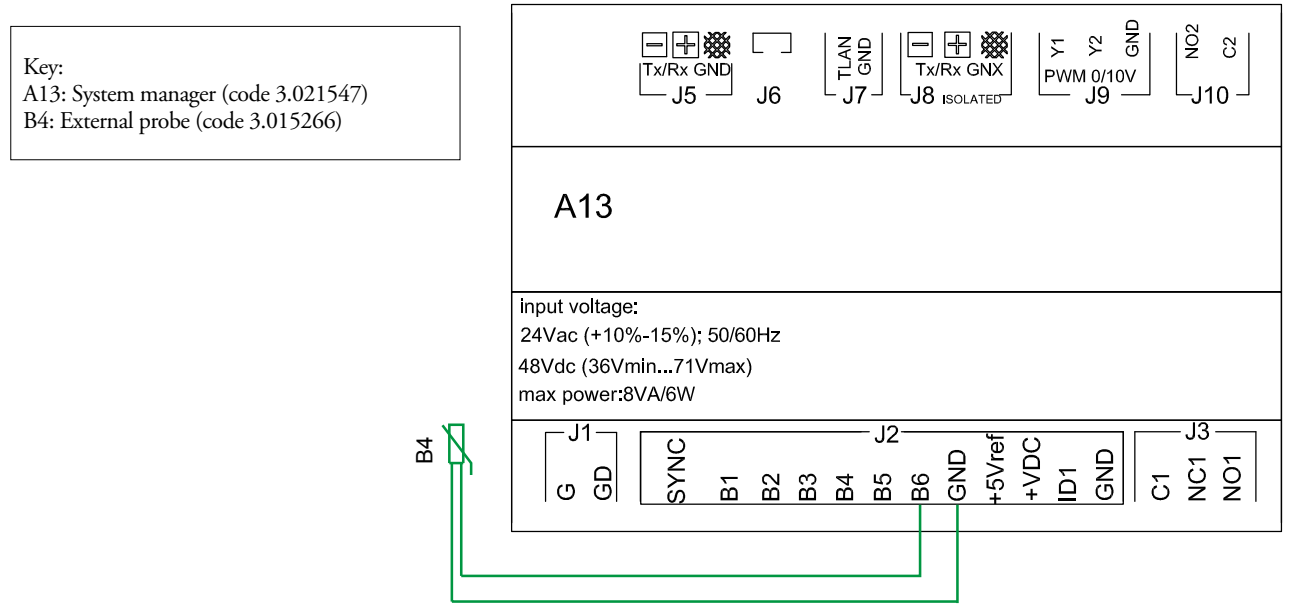 Key:
A13: System manager (code 3.021547)
B4: External probe (code 3.015266)
Tx/Rx GND
J5
J6
TLAN
GND
J7
Tx/Rx GNX
J8 ISOLATED
Y1
Y2
GND
PWM 0/10V
J9
NO2
C2
J10
A13
input voltage:
24Vac (+10%-15%); 50/60Hz
48Vdc (36Vmin...71Vmax)
max power:8VA/6W
B4
J1
G
GD
J2
SYNC
B1
B2
B3
B4
B5
B6
GND
+5Vref
+VDC
ID1
GND
J3
C1
NC1
NO1